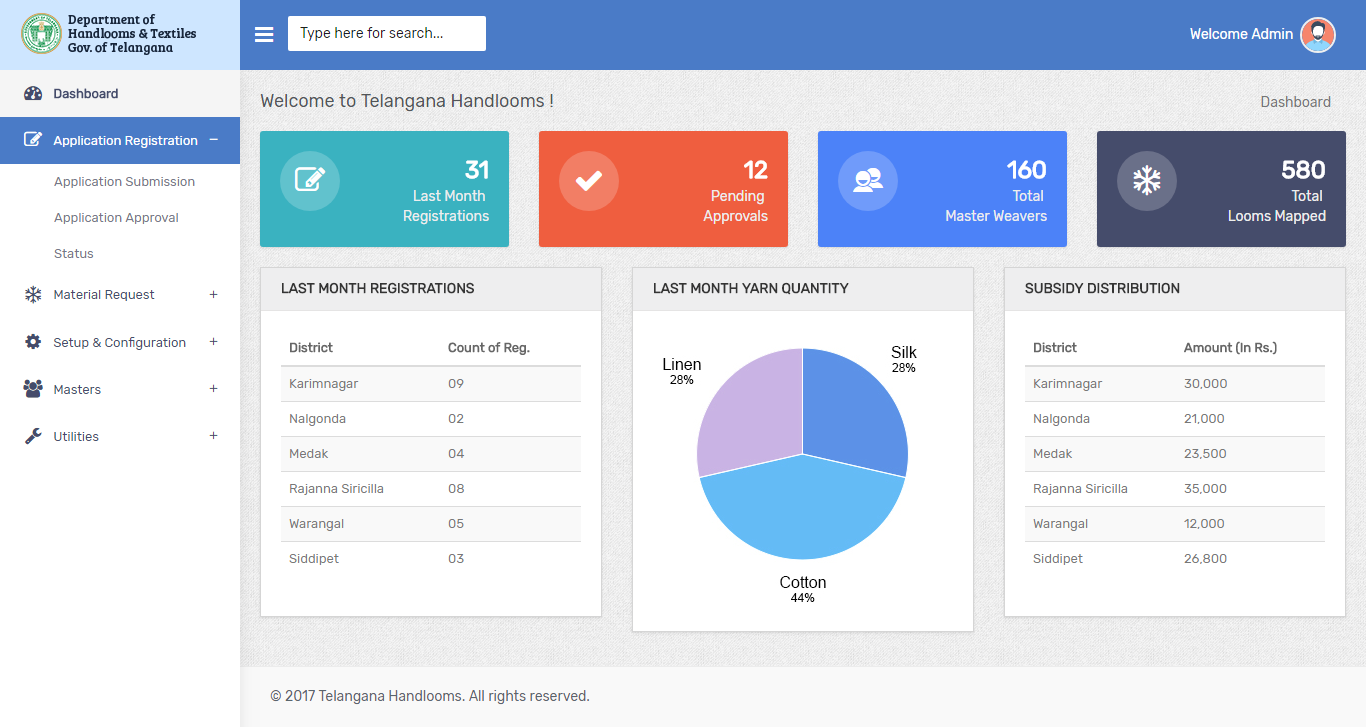 Department of
Handlooms & Textiles
Gov. of Telangana
Type here for search...
Welcome Admin
Dashboard
Application Registration −
Application Submission
Application Approval
Status
Material Request +
Setup & Configuration +
Masters +
Utilities +
Welcome to Telangana Handlooms !
Dashboard
31
Last Month
Registrations
12
Pending
Approvals
160
Total
Master Weavers
580
Total
Looms Mapped
LAST MONTH REGISTRATIONS
District Count of Reg.
Karimnagar 09
Nalgonda 02
Medak 04
Rajanna Siricilla 08
Warangal 05
Siddipet 03
LAST MONTH YARN QUANTITY
Linen
28%
Silk
28%
Cotton
44%
SUBSIDY DISTRIBUTION
District Amount (In Rs.)
Karimnagar 30,000
Nalgonda 21,000
Medak 23,500
Rajanna Siricilla 35,000
Warangal 12,000
Siddipet 26,800
© 2017 Telangana Handlooms. All rights reserved.